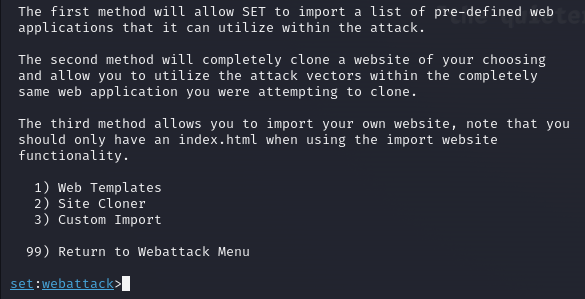 The first method will allow SET to import a list of pre-defined web
applications that it can utilize within the attack.
The second method will completely clone a website of your choosing
and allow you to utilize the attack vectors within the completely
same web application you were attempting to clone.
The third method allows you to import your own website, note that you
should only have an index.html when using the import website
functionality.
1) Web Templates
2) Site Cloner
3) Custom Import
99) Return to Webattack Menu
set:webattack>